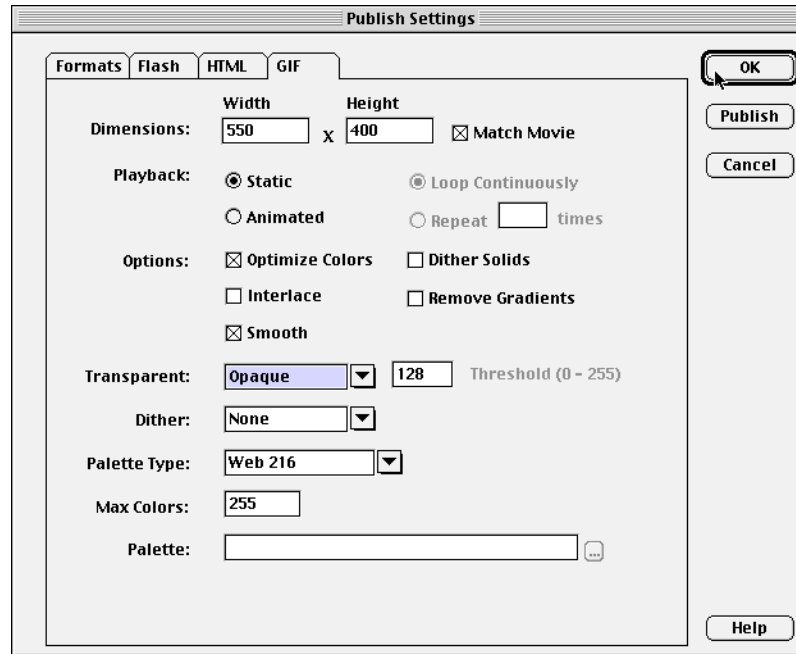 Publish Settings
Formats Flash HTML GIF
OK
Width Height
Dimensions: 550 X 400 Match Movie
Publish
Playback: Static Loop Continuously
Cancel
Animated Repeat times
Options: Optimize Colors Dither Solids
Interlace Remove Gradients
Smooth
Transparent: Opaque 128 Threshold (0 - 255)
Dither: None
Palette Type: Web 216
Max Colors: 255
Palette: ...
Help